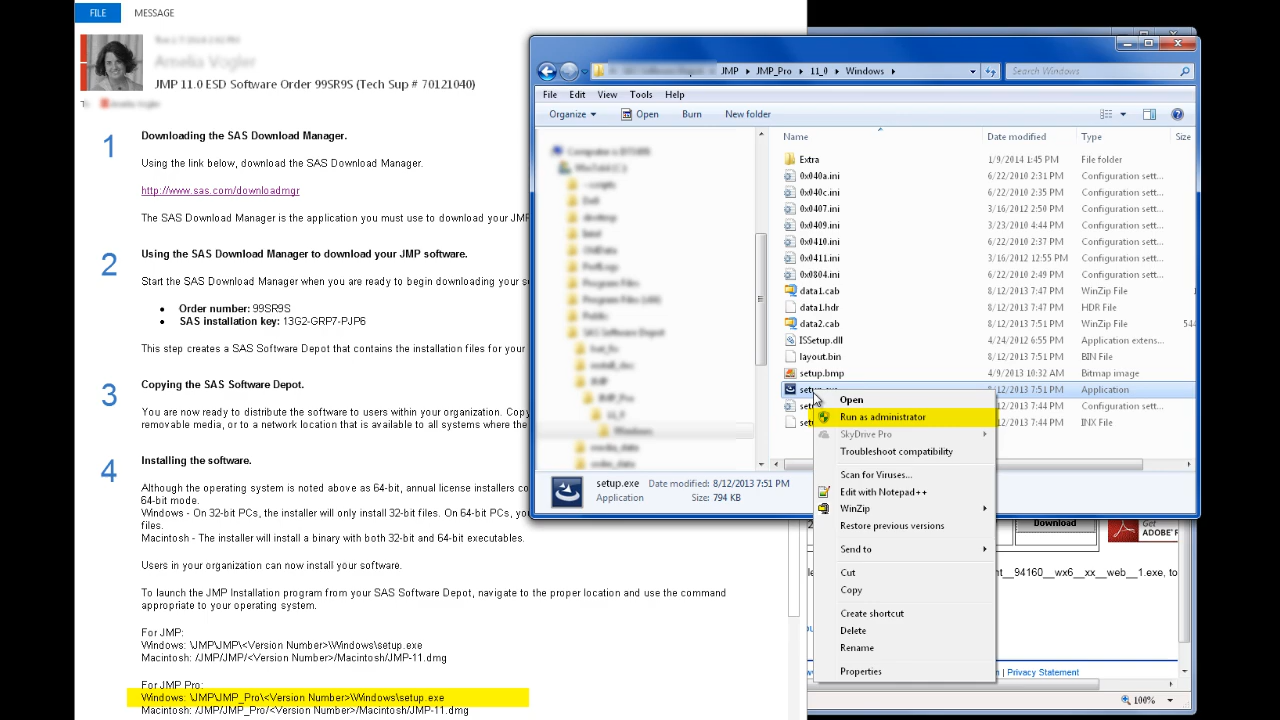 FILE
MESSAGE
JMP 11.0 ESD Software Order 99SR9S (Tech Sup # 70121040)
1
Downloading the SAS Download Manager.
Using the link below, download the SAS Download Manager.
http://www.sas.com/downloadmgr
The SAS Download Manager is the application you must use to download your JMP
2
Using the SAS Download Manager to download your JMP software.
Start the SAS Download Manager when you are ready to begin downloading your
• Order number: 99SR9S
• SAS installation key: 13G2-GRP7-PJP6
This step creates a SAS Software Depot that contains the installation files for your
3
Copying the SAS Software Depot.
You are now ready to distribute the software to users within your organization. Copy
removable media, or to a network location that is available to all systems where the
4
Installing the software.
Although the operating system is noted above as 64-bit, annual license installers
64-bit mode.
Windows - On 32-bit PCs, the installer will only install 32-bit files. On 64-bit PCs,
files.
Macintosh - The installer will install a binary with both 32-bit and 64-bit executables.
Users in your organization can now install your software.
To launch the JMP Installation program from your SAS Software Depot, navigate to the proper location and use the command
appropriate to your operating system.
For JMP:
Windows: \JMP\JMP\<Version Number>\Windows\setup.exe
Macintosh: /JMP/JMP/<Version Number>/Macintosh/JMP-11.dmg
For JMP Pro:
Windows: \JMP\JMP_Pro\<Version Number>\Windows\setup.exe
Macintosh: /JMP/JMP_Pro/<Version Number>/Macintosh/JMP-11.dmg
JMP JMP_Pro 11_0 Windows
Search Windows
File Edit View Tools Help
Organize Open Burn New folder
Name Date modified Type Size
Extra 1/9/2014 1:45 PM File folder
0x040a.ini 6/22/2010 2:31 PM Configuration sett...
0x040c.ini 6/22/2010 2:35 PM Configuration sett...
0x0407.ini 3/16/2012 2:50 PM Configuration sett...
0x0409.ini 3/23/2010 4:44 PM Configuration sett...
0x0410.ini 6/22/2010 2:37 PM Configuration sett...
0x0411.ini 3/16/2012 12:55 PM Configuration sett...
0x0804.ini 6/22/2010 2:49 PM Configuration sett...
data1.cab 8/12/2013 7:51 PM WinZip File
data1.hdr 8/12/2013 7:51 PM HDR File
data2.cab 8/12/2013 7:51 PM WinZip File 544
ISSetup.dll 4/24/2012 6:55 PM Application exten...
layout.bin 8/12/2013 7:51 PM BIN File
setup.bmp 4/9/2013 10:32 AM Bitmap image
8/12/2013 7:51 PM Application
8/12/2013 7:44 PM Configuration sett...
8/12/2013 7:44 PM INX File
setup.exe Date modified: 8/12/2013 7:51 PM
Application Size: 794 KB
Open
Run as administrator
SkyDrive Pro
Troubleshoot compatibility
Scan for Viruses...
Edit with Notepad++
WinZip
Restore previous versions
Send to
Cut
Copy
Create shortcut
Delete
Rename
Properties
Download
Get
ADOBE
nt__94160__wx6__xx__web__1.exe, to
| Privacy Statement
100%